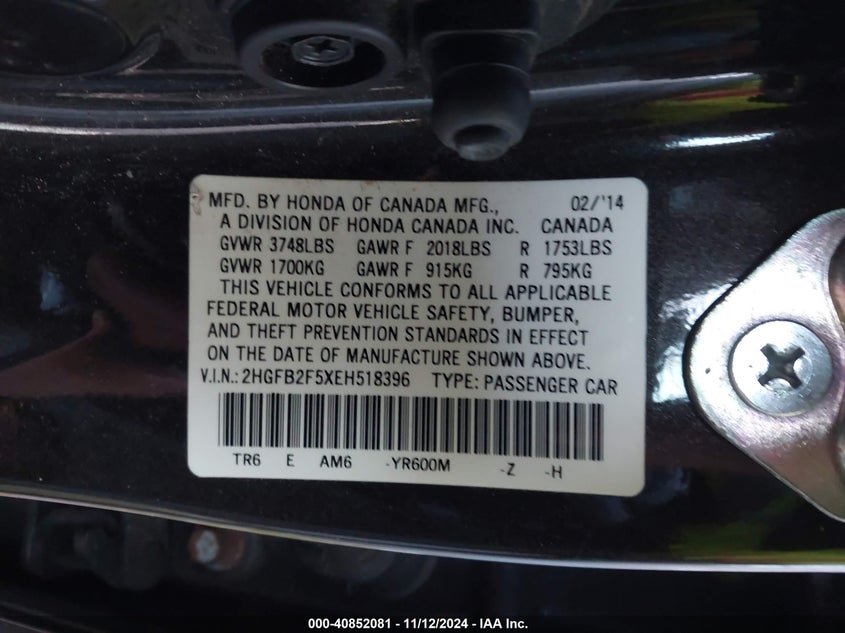 MFD. BY HONDA OF CANADA MFG., 02/'14
A DIVISION OF HONDA CANADA INC. CANADA
GVWR 3748LBS GAWR F 2018LBS R 1753LBS
GVWR 1700KG GAWR F 915KG R 795KG
THIS VEHICLE CONFORMS TO ALL APPLICABLE
FEDERAL MOTOR VEHICLE SAFETY, BUMPER,
AND THEFT PREVENTION STANDARDS IN EFFECT
ON THE DATE OF MANUFACTURE SHOWN ABOVE.
V.I.N.: 2HGFB2F5XEH518396 TYPE: PASSENGER CAR
TR6 E AM6 -YR600M -Z -H
000-40852081 - 11/12/2024 - IAA Inc.